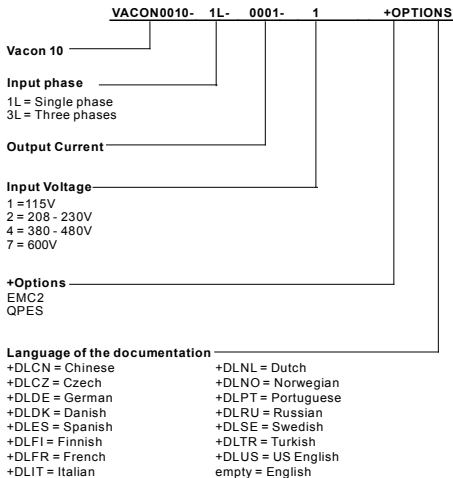 VACON0010- 1L- 0001- 1 +OPTIONS
Vacon 10
Input phase
1L = Single phase
3L = Three phases
Output Current
Input Voltage
1 =115V
2 = 208 - 230V
4 = 380 - 480V
7 = 600V
+Options
EMC2
QPES
Language of the documentation
+DLCN = Chinese
+DLCZ = Czech
+DLDE = German
+DLDK = Danish
+DLES = Spanish
+DLFI = Finnish
+DLFR = French
+DLIT = Italian
+DLNL = Dutch
+DLNO = Norwegian
+DLPT = Portuguese
+DLRU = Russian
+DLSE = Swedish
+DLTR = Turkish
+DLUS = US English
empty = English